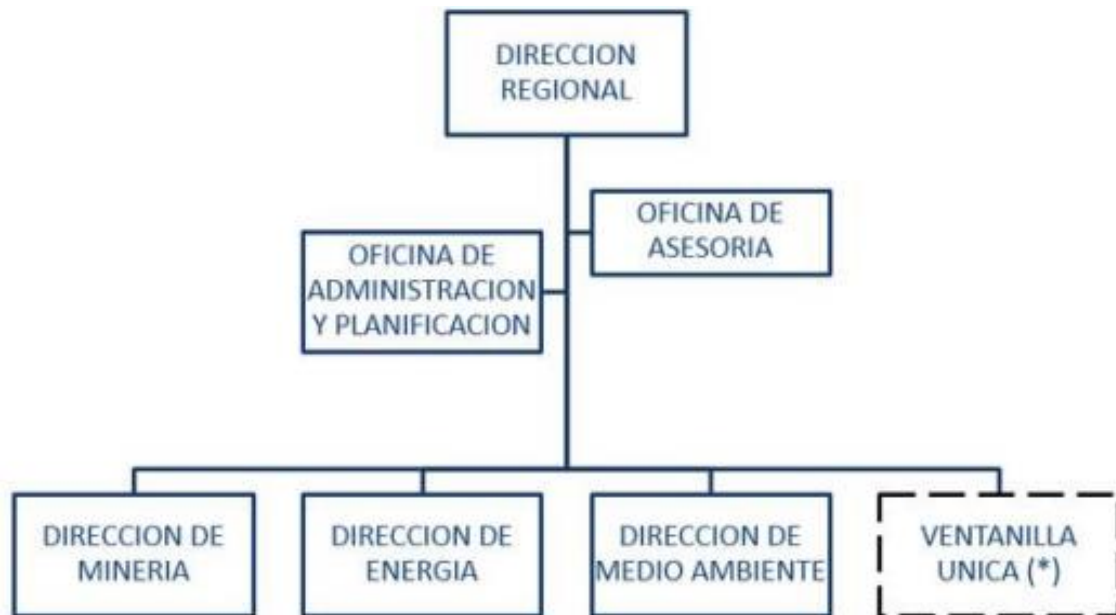 DIRECCION
REGIONAL
OFICINA DE
ASESORIA
OFICINA DE
ADMINISTRACION
Y PLANIFICACION
DIRECCION DE
MINERIA
DIRECCION DE
ENERGIA
DIRECCION DE
MEDIO AMBIENTE
VENTANILLA
UNICA (*)